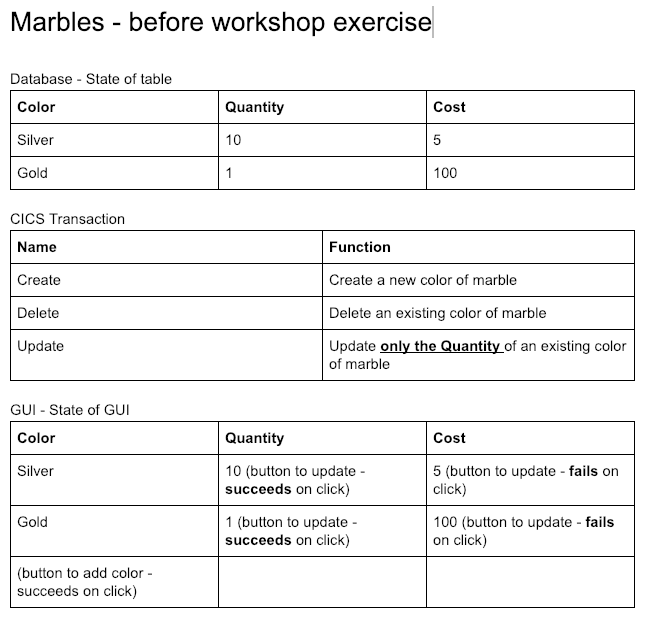 Marbles - before workshop exercise
Database - State of table
Color Quantity Cost
Silver 10 5
Gold 1 100
CICS Transaction
Name Function
Create Create a new color of marble
Delete Delete an existing color of marble
Update Update only the Quantity of an existing color
of marble
GUI - State of GUI
Color Quantity Cost
Silver 10 (button to update - 5 (button to update - fails on
succeeds on click) click)
Gold 1 (button to update - 100 (button to update - fails
succeeds on click) on click)
(button to add color -
succeeds on click)